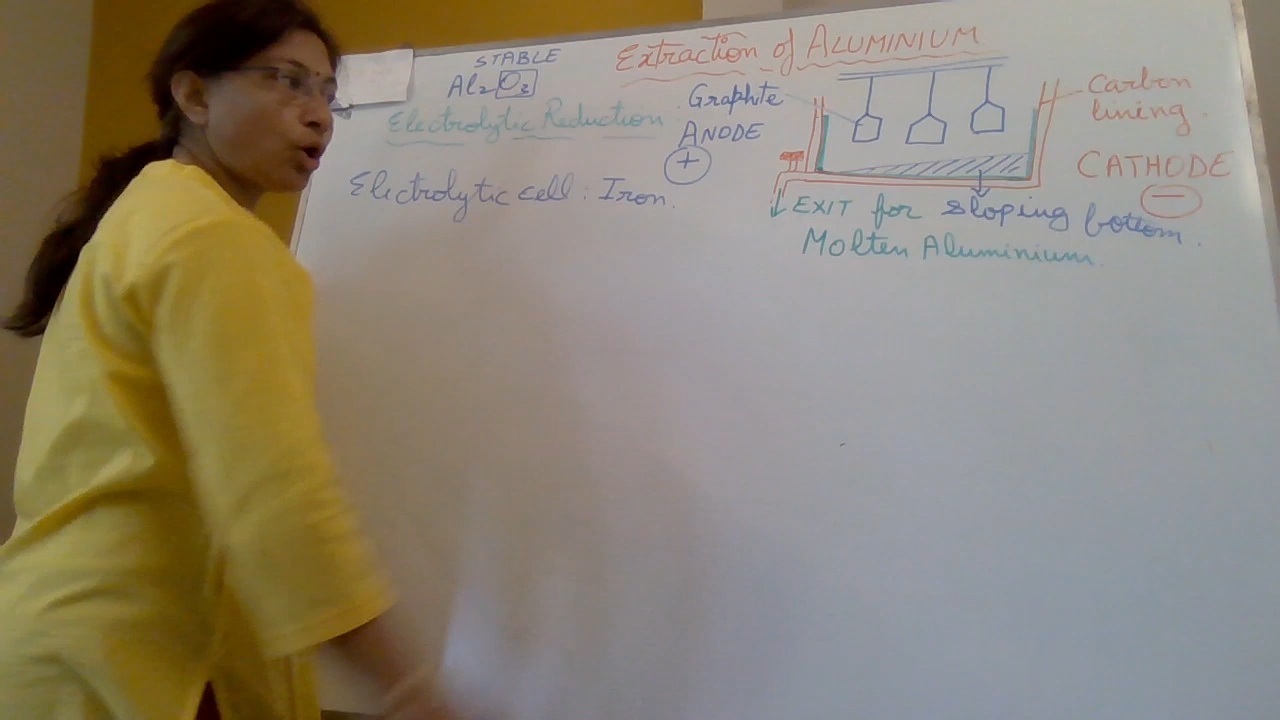 Extraction of ALUMINIUM
STABLE
Al₂O₃
Electrolytic Reduction
Electrolytic cell : Iron.
Graphite
ANODE
+
Carbon
lining.
CATHODE
−
sloping bottom.
EXIT for
Molten Aluminium.